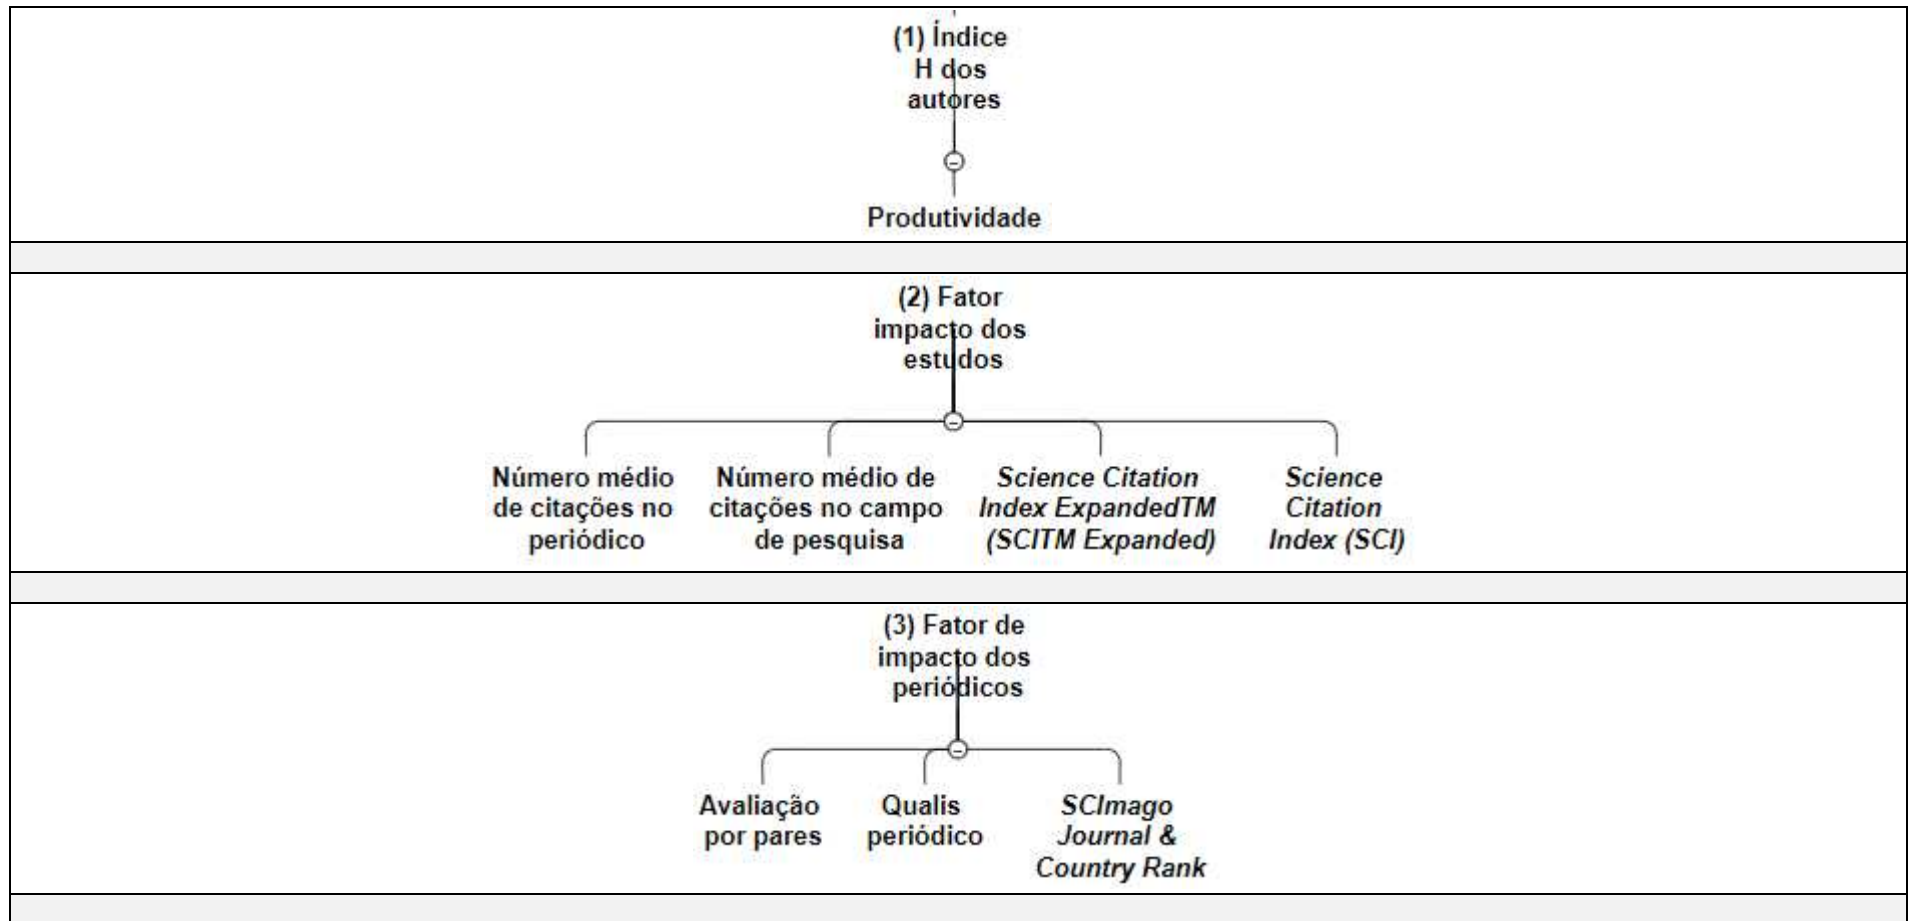 (1) Índice
H dos
autores
Produtividade
(2) Fator
impacto dos
estudos
Número médio
de citações no
periódico
Número médio de
citações no campo
de pesquisa
Science Citation
Index ExpandedTM
(SCITM Expanded)
Science
Citation
Index (SCI)
(3) Fator de
impacto dos
periódicos
Avaliação
por pares
Qualis
periódico
SCImago
Journal &
Country Rank